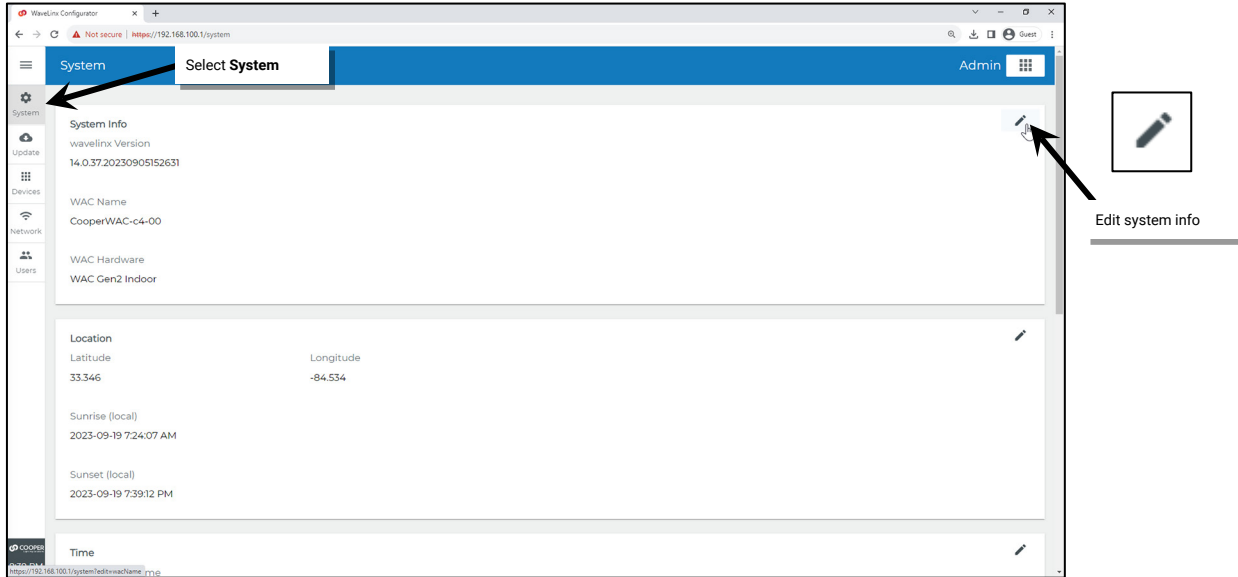 WaveLinx Configurator
Not secure | https://192.168.100.1/system
Guest
System
Select System
Admin
System
Update
Devices
Network
Users
System Info
wavelinx Version
14.0.37.20230905152631
WAC Name
CooperWAC-c4-00
WAC Hardware
WAC Gen2 Indoor
Edit system info
Location
Latitude Longitude
33.346 -84.534
Sunrise (local)
2023-09-19 7:24:07 AM
Sunset (local)
2023-09-19 7:39:12 PM
COOPER
Time
https://192.168.100.1/system?edit=wacName